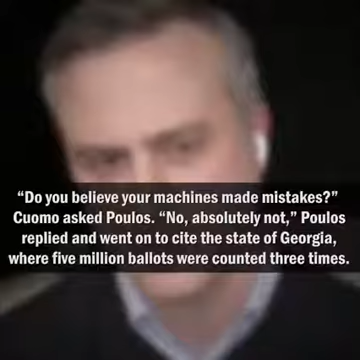 “Do you believe your machines made mistakes?”
Cuomo asked Poulos. “No, absolutely not,” Poulos
replied and went on to cite the state of Georgia,
where five million ballots were counted three times.